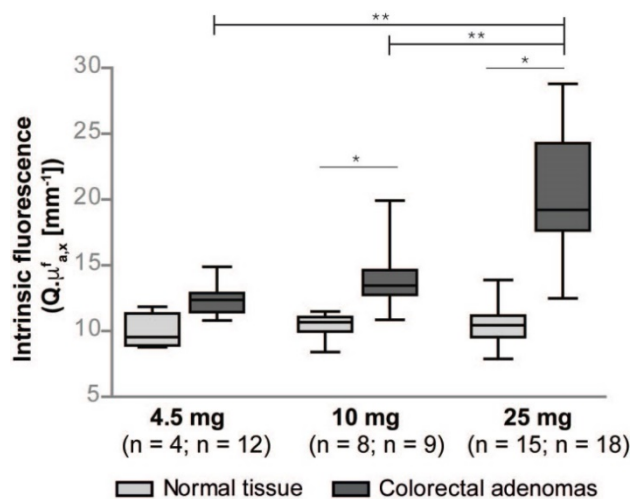 **
**
*
*
30
25
20
15
10
5
Intrinsic fluorescence
(Q.µᶠa,x [mm⁻¹])
4.5 mg 10 mg 25 mg
(n = 4; n = 12) (n = 8; n = 9) (n = 15; n = 18)
Normal tissue Colorectal adenomas